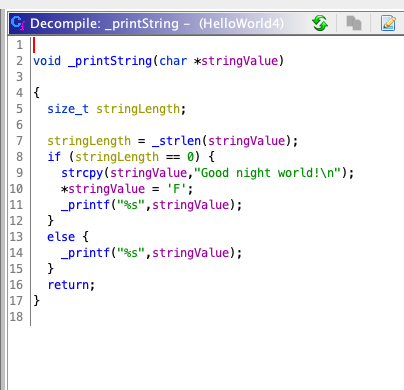 Decompile: _printString – (HelloWorld4)
1
2 void _printString(char *stringValue)
3
4 {
5   size_t stringLength;
6
7   stringLength = _strlen(stringValue);
8   if (stringLength == 0) {
9     strcpy(stringValue,"Good night world!\n");
10     *stringValue = 'F';
11     _printf("%s",stringValue);
12   }
13   else {
14     _printf("%s",stringValue);
15   }
16   return;
17 }
18